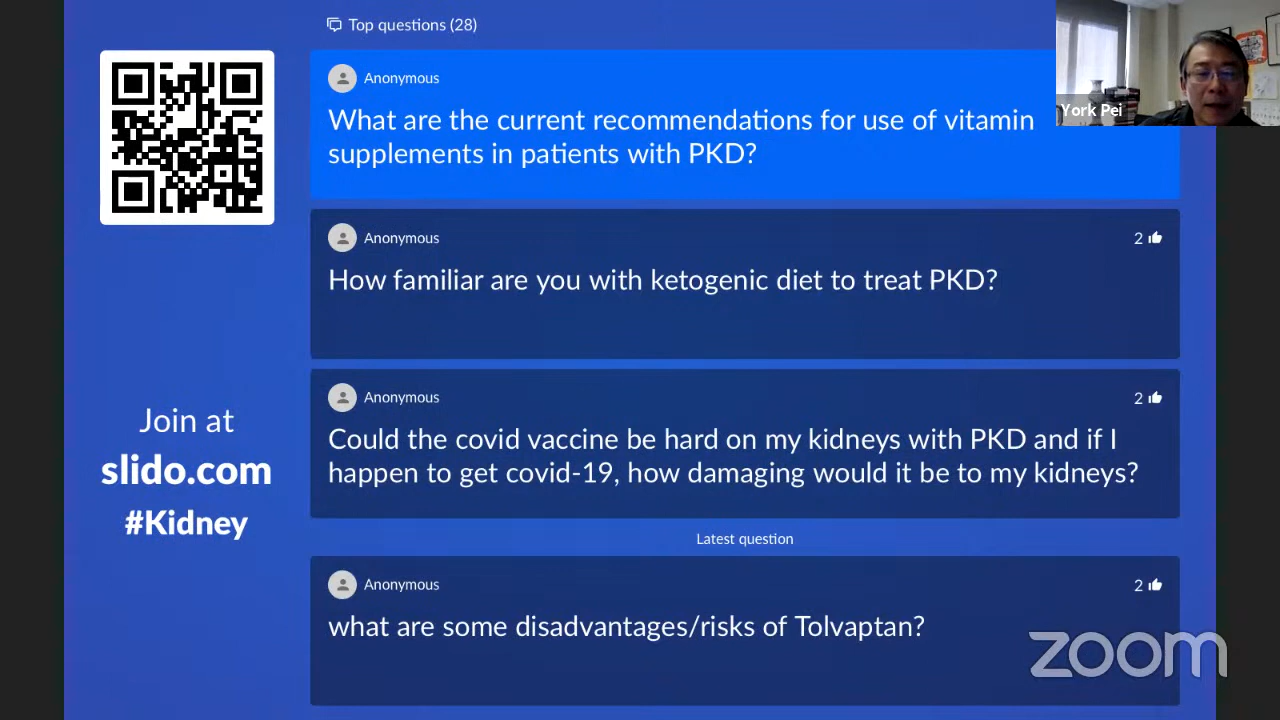 Top questions (28)
Anonymous
What are the current recommendations for use of vitamin
supplements in patients with PKD?
York Pei
Anonymous
2
How familiar are you with ketogenic diet to treat PKD?
Anonymous
2
Could the covid vaccine be hard on my kidneys with PKD and if I
happen to get covid-19, how damaging would it be to my kidneys?
Join at
slido.com
#Kidney
Latest question
Anonymous
2
what are some disadvantages/risks of Tolvaptan?
zoom